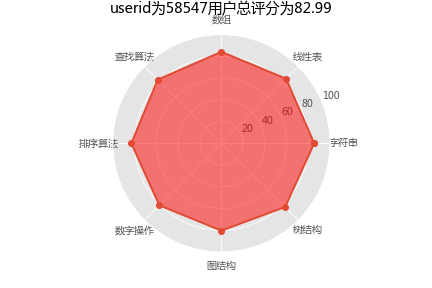 userid为58547用户总评分为82.99
数组
查找算法
线性表
100
80
60
40
20
排序算法
字符串
数字操作
树结构
图结构